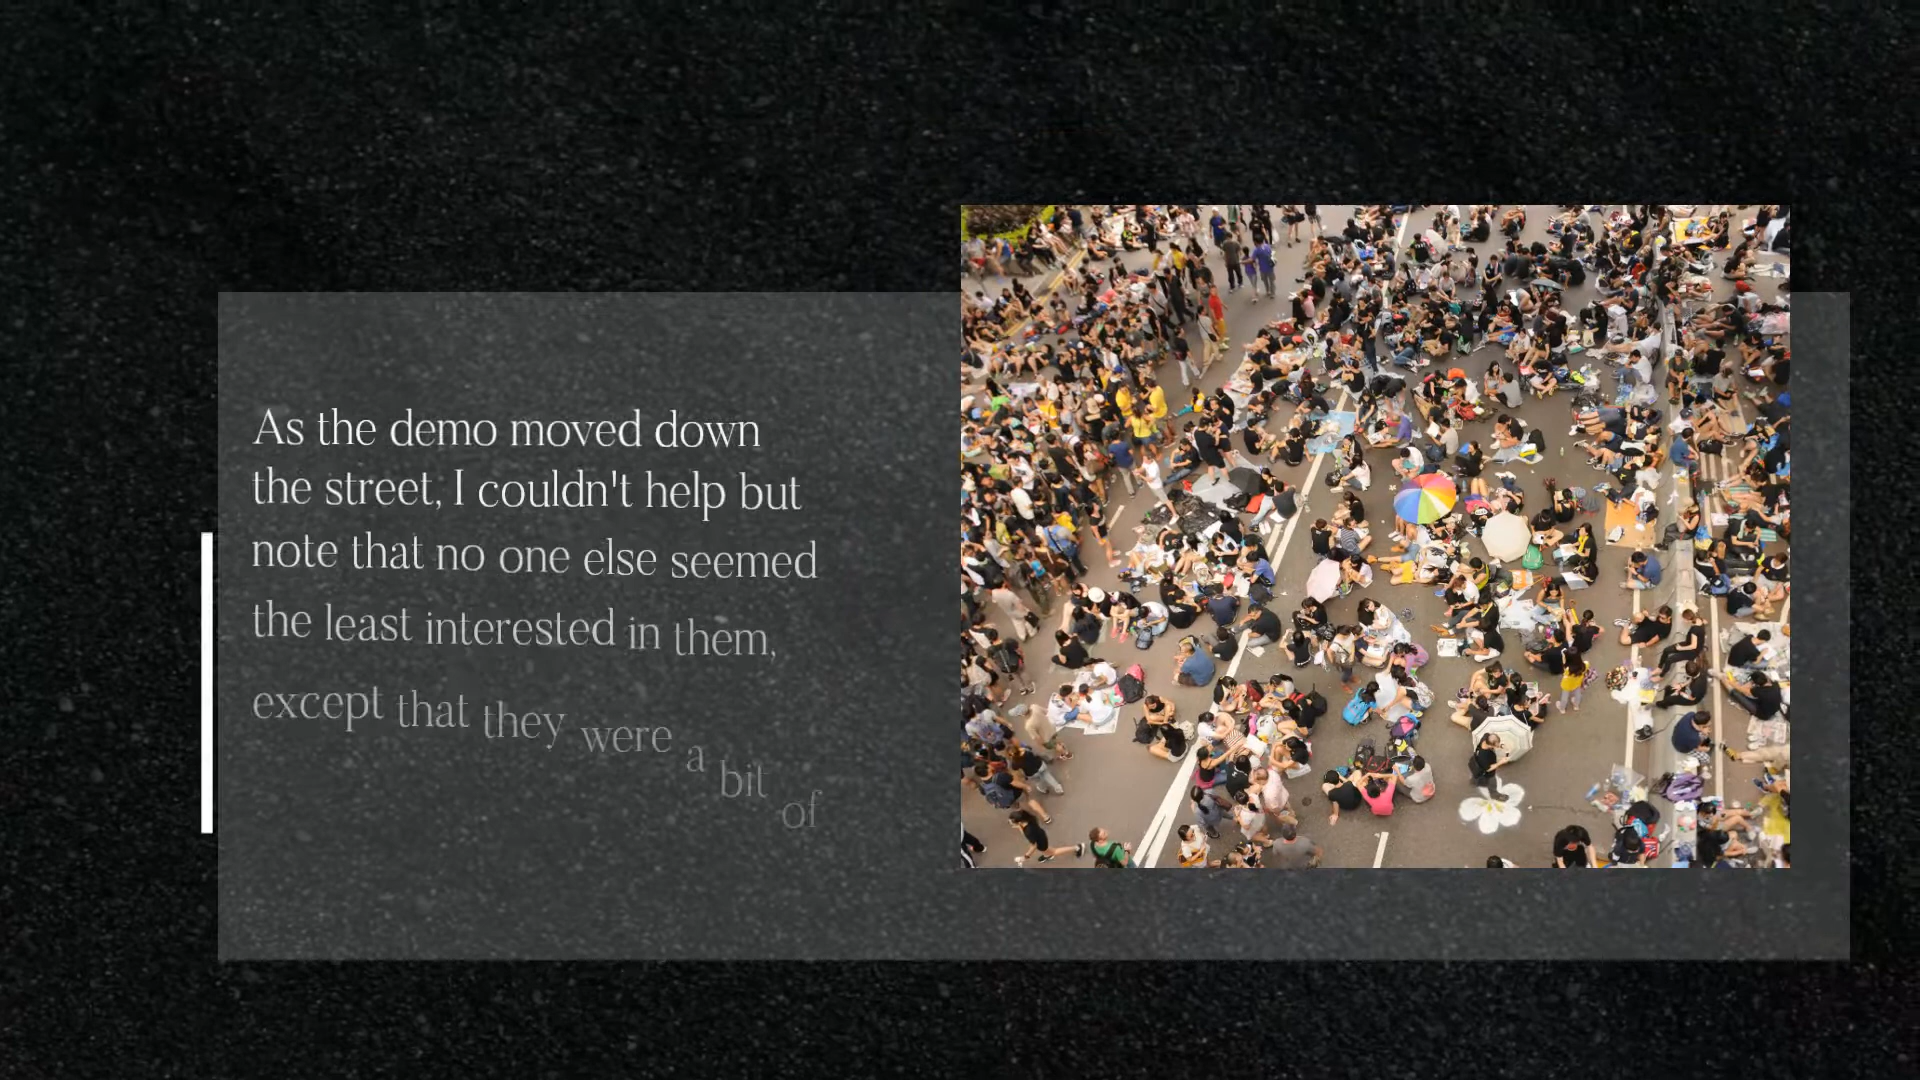 As the demo moved down
the street, I couldn't help but
note that no one else seemed
the least interested in them,
except that they were a bit of